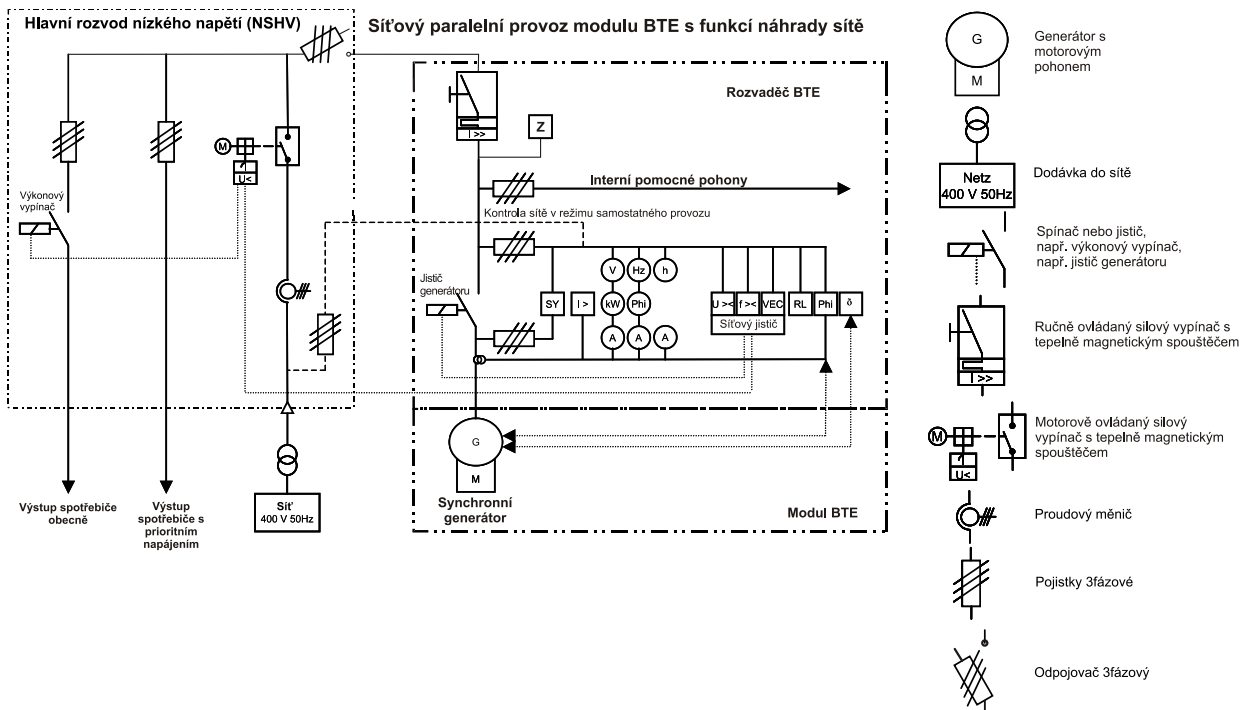 Hlavní rozvod nízkého napětí (NSHV)
Síťový paralelní provoz modulu BTE s funkcí náhrady sítě
Rozvaděč BTE
I >>
Z
M
U<
Interní pomocné pohony
Výkonový
vypínač
Kontrola sítě v režimu samostatného provozu
Jistič
generátoru
SY
I >
V
Hz
h
kW
Phi
A
A
A
U ><
f ><
VEC
Síťový jistič
RL
Phi
δ
G
M
Synchronní
generátor
Modul BTE
Výstup spotřebiče
obecně
Výstup
spotřebiče s
prioritním
napájením
Síť
400 V 50Hz
G
M
Generátor s
motorovým
pohonem
Netz
400 V 50Hz
Dodávka do sítě
Spínač nebo jistič,
např. výkonový vypínač,
např. jistič generátoru
I >>
Ručně ovládaný silový vypínač s
tepelně magnetickým spouštěčem
M
U<
Motorově ovládaný silový
vypínač s tepelně magnetickým
spouštěčem
Proudový měnič
Pojistky 3fázové
Odpojovač 3fázový